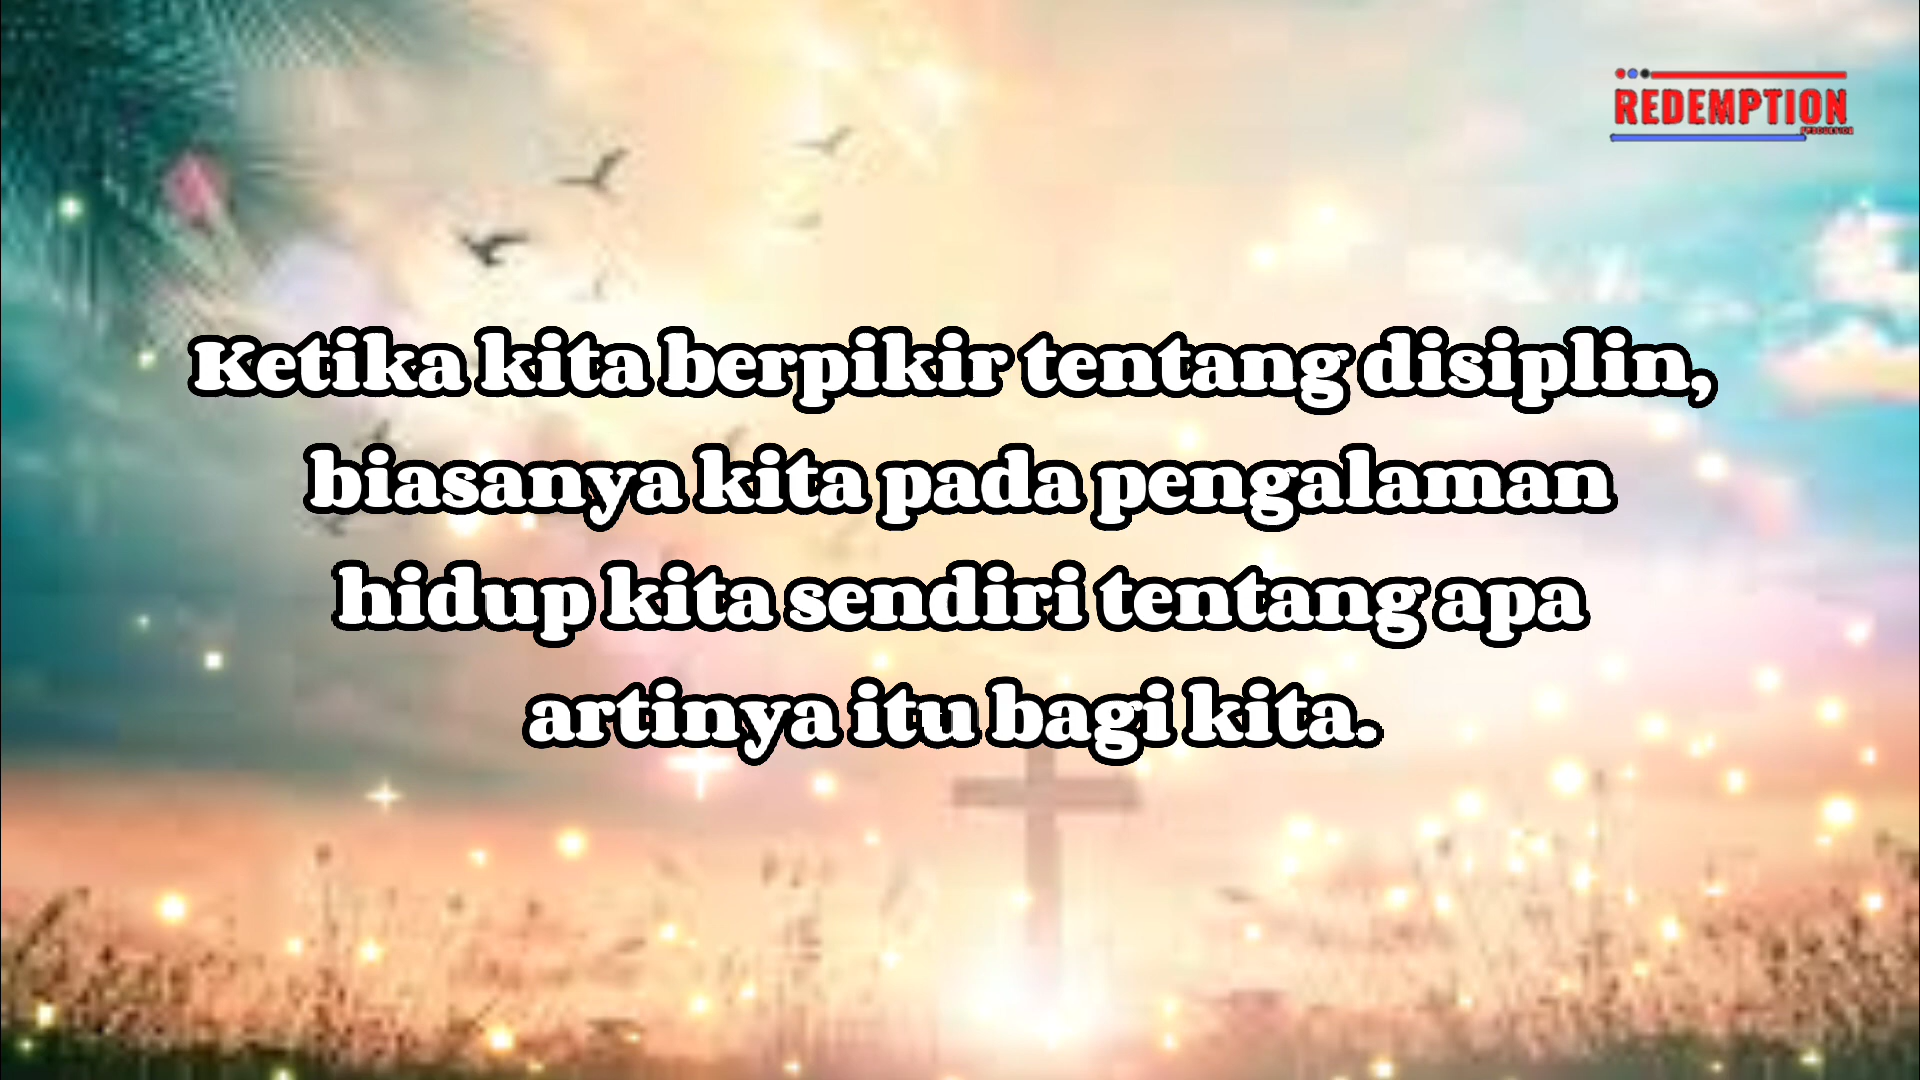 REDEMPTION
Ketika kita berpikir tentang disiplin,
biasanya kita pada pengalaman
hidup kita sendiri tentang apa
artinya itu bagi kita.